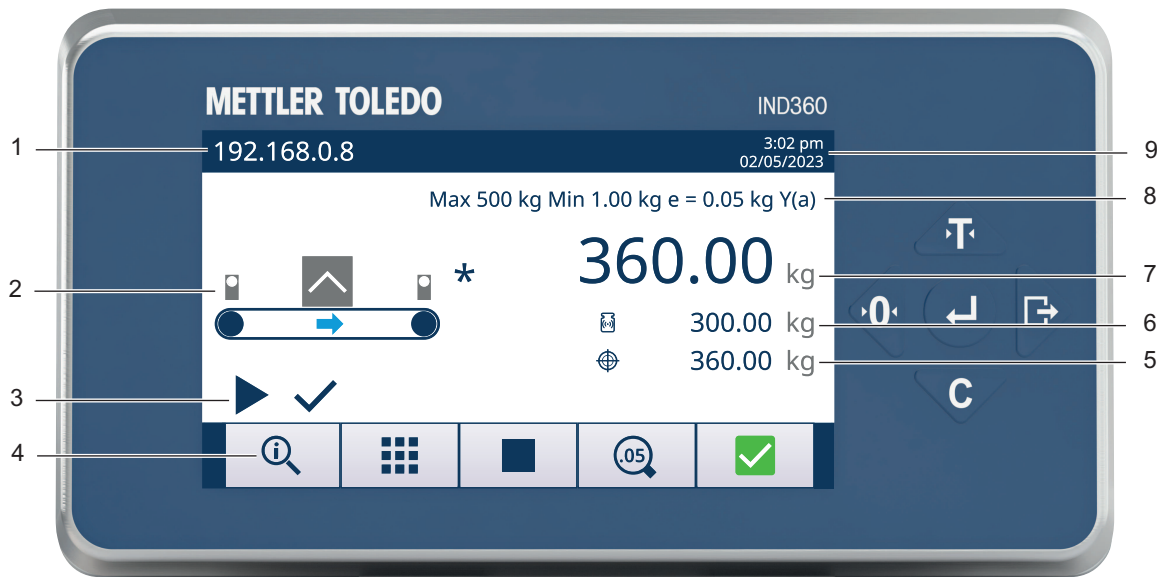 METTLER TOLEDO IND360
1 192.168.0.8 3:02 pm 9
02/05/2023
Max 500 kg Min 1.00 kg e = 0.05 kg Y(a) 8
T
* 360.00 kg 7
2
300.00 kg 6
0
360.00 kg 5
3
C
4 i .05